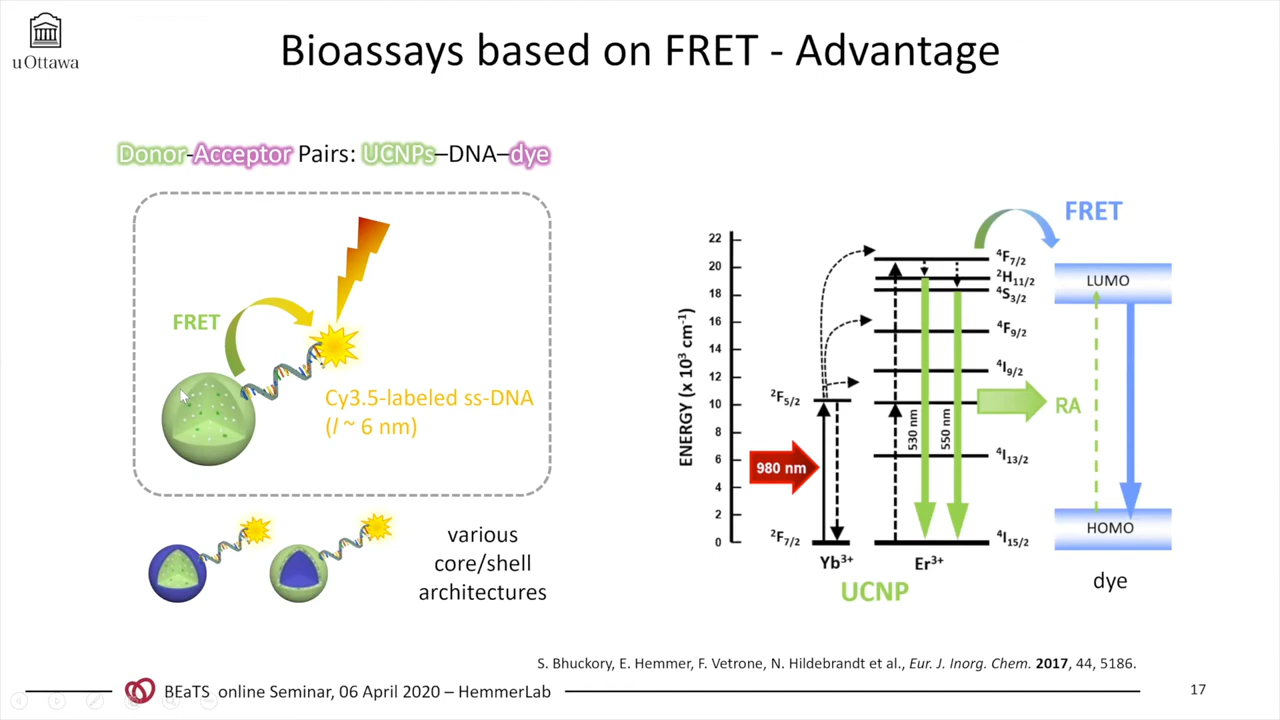 uOttawa
Bioassays based on FRET - Advantage
Donor-Acceptor Pairs: UCNPs–DNA–dye
FRET
Cy3.5-labeled ss-DNA
(l ~ 6 nm)
various
core/shell
architectures
ENERGY (x 10³ cm⁻¹)
22
20
18
16
14
12
10
8
6
4
2
0
²F₅/₂
980 nm
²F₇/₂
Yb³⁺
530 nm
550 nm
Er³⁺
UCNP
⁴F₇/₂
²H₁₁/₂
⁴S₃/₂
⁴F₉/₂
⁴I₉/₂
⁴I₁₃/₂
⁴I₁₅/₂
FRET
LUMO
RA
HOMO
dye
S. Bhuckory, E. Hemmer, F. Vetrone, N. Hildebrandt et al., Eur. J. Inorg. Chem. 2017, 44, 5186.
BEaTS online Seminar, 06 April 2020 – HemmerLab
17